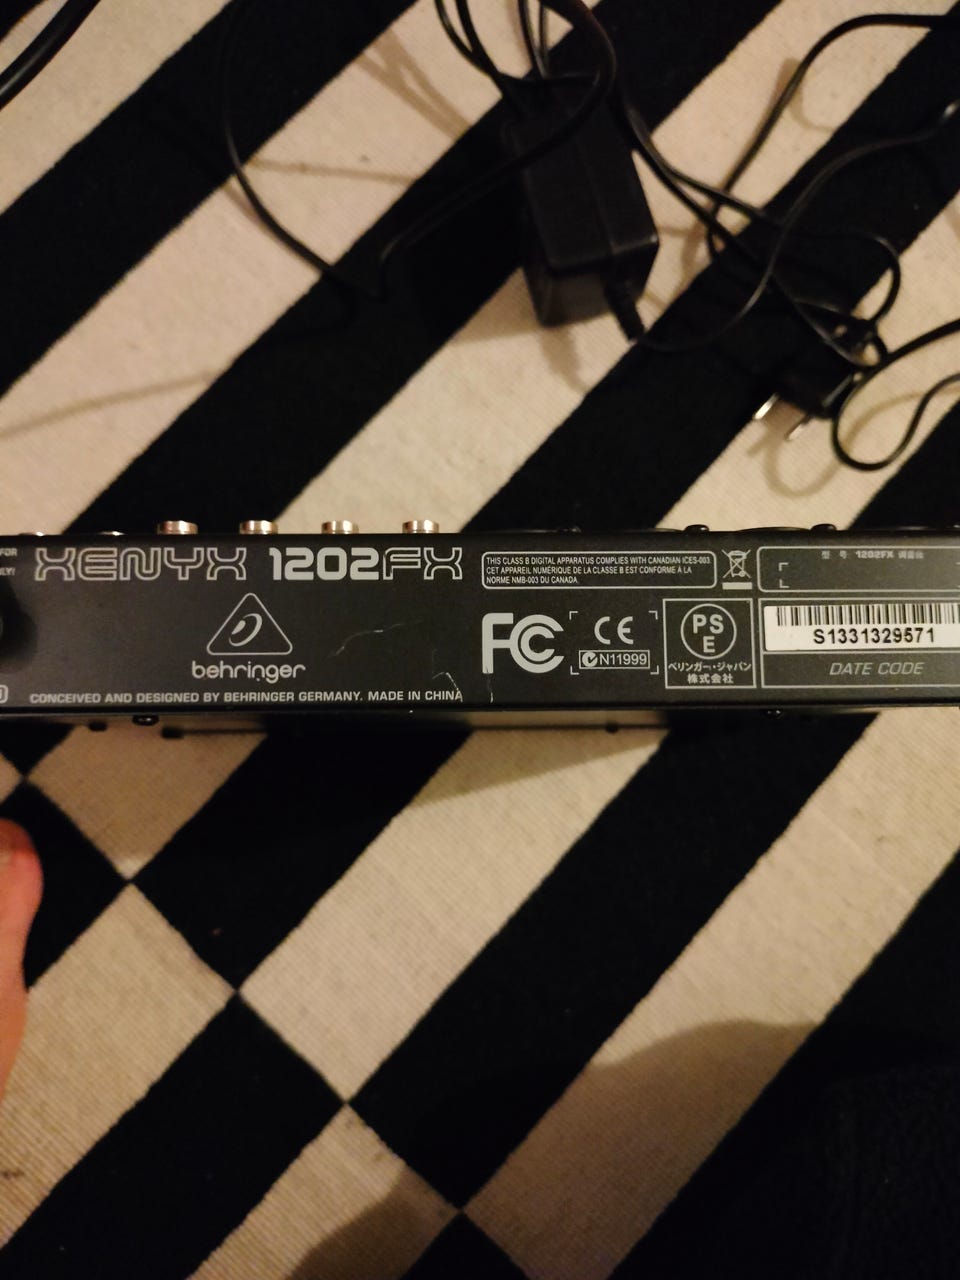 FOR
XENYX 1202FX
behringer
CONCEIVED AND DESIGNED BY BEHRINGER GERMANY. MADE IN CHINA
THIS CLASS B DIGITAL APPARATUS COMPLIES WITH CANADIAN ICES-003.
CET APPAREIL NUMÉRIQUE DE LA CLASSE B EST CONFORME À LA
NORME NMB-003 DU CANADA.
FC
CE
N11999
PS
E
ベリンガー・ジャパン
株式会社
型 号 1202FX 调音台
S1331329571
DATE CODE